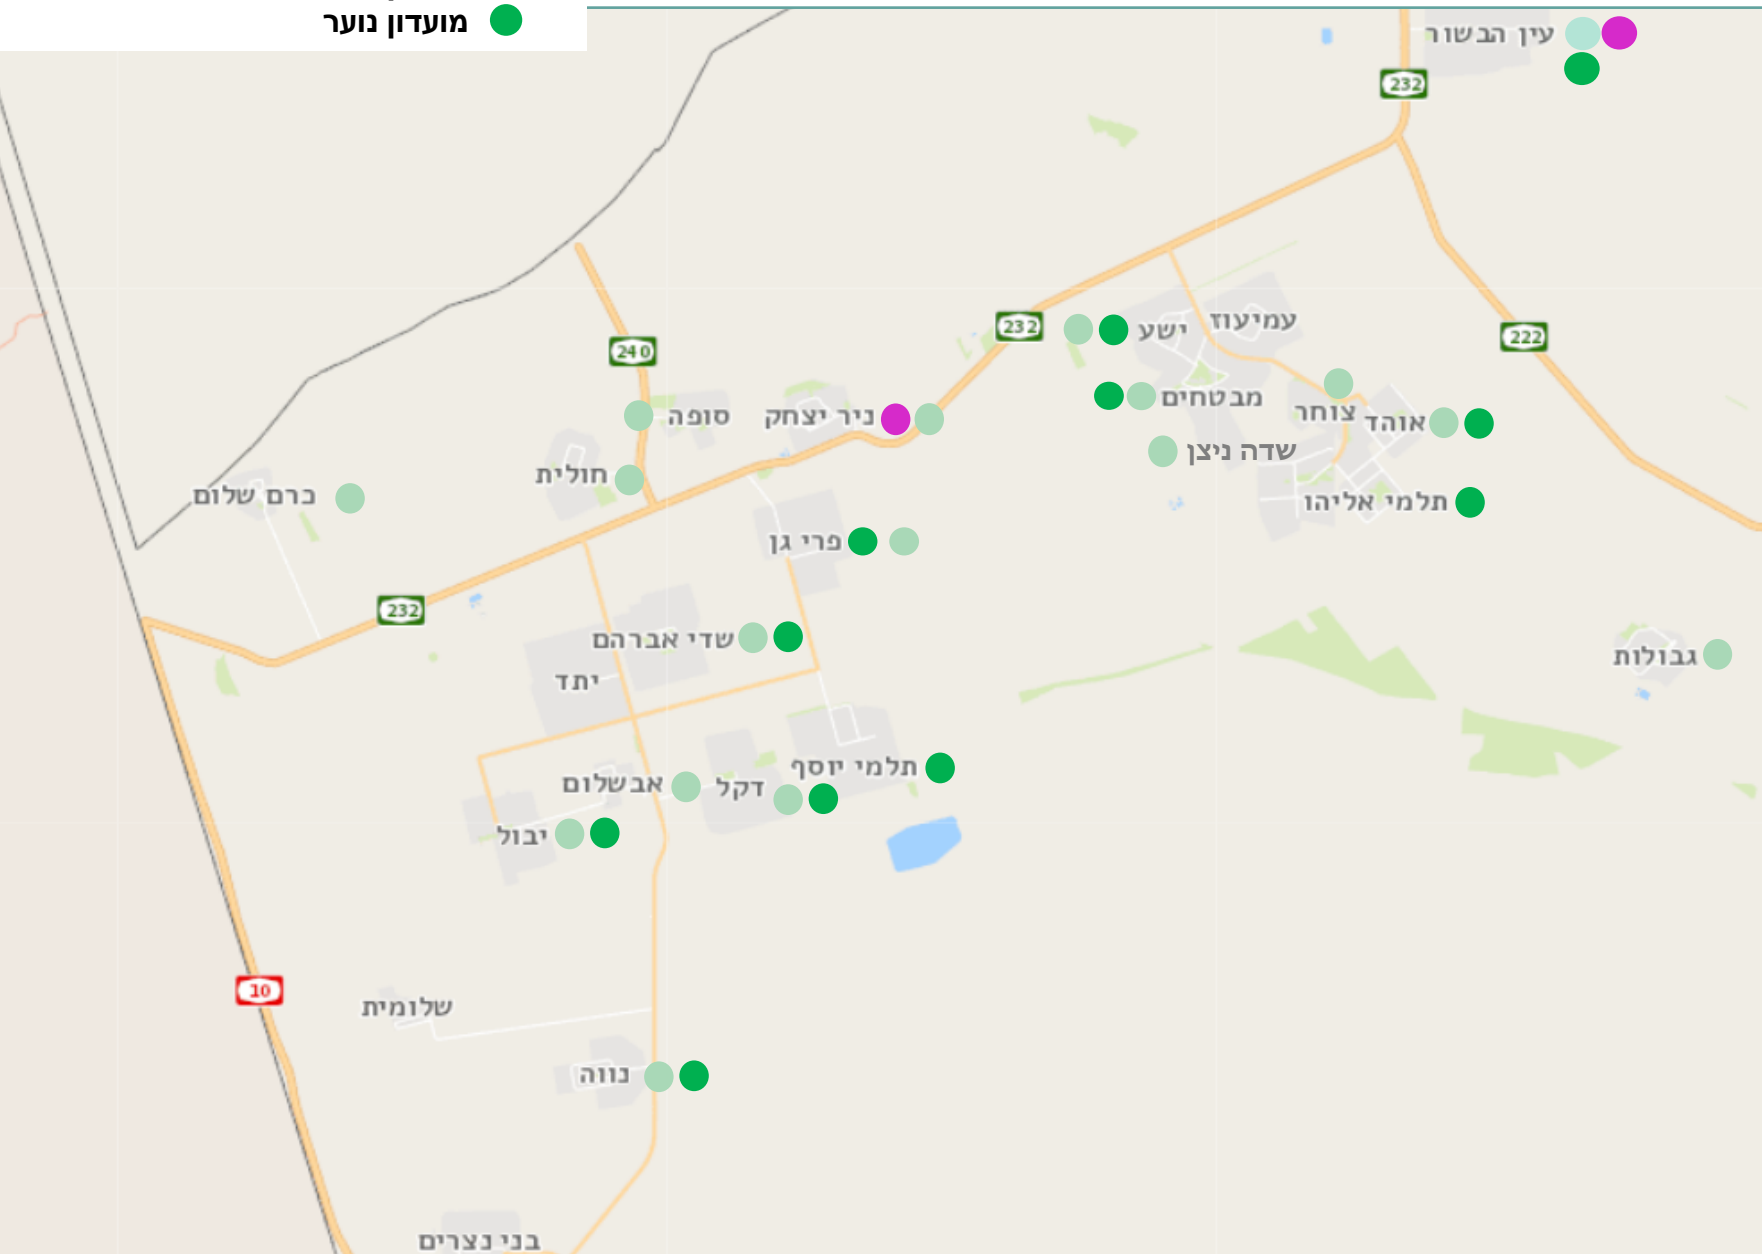 מועדון נוער
עין הבשור
232
232
ישע
עמיעוז
222
240
מבטחים
צוחר
אוהד
סופה
ניר יצחק
שדה ניצן
חולית
כרם שלום
תלמי אליהו
פרי גן
232
שדי אברהם
גבולות
יתד
תלמי יוסף
אבשלום
דקל
יבול
10
שלומית
נווה
בני נצרים